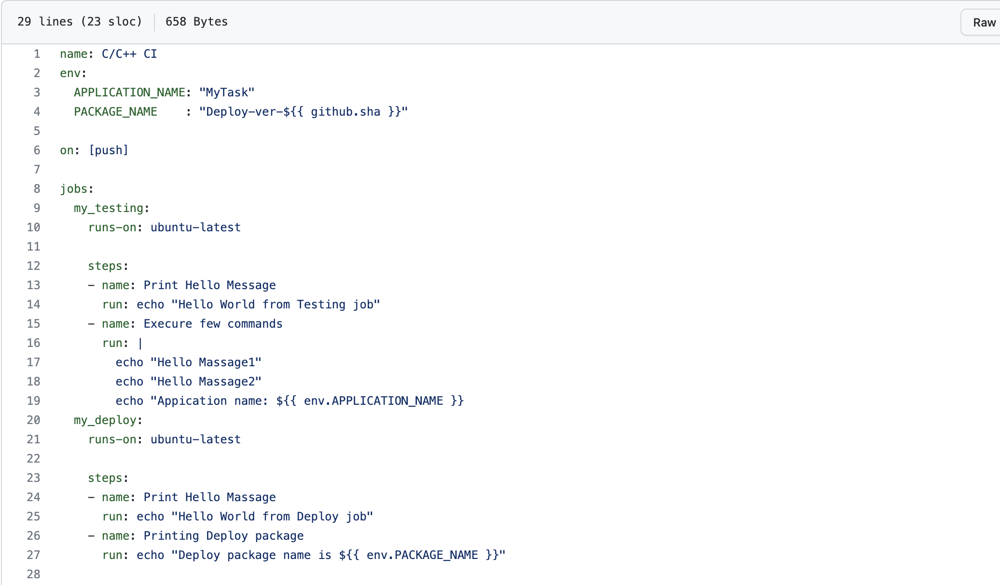 29 lines (23 sloc) 658 Bytes
Raw
1 name: C/C++ CI
2 env:
3   APPLICATION_NAME: "MyTask"
4   PACKAGE_NAME    : "Deploy-ver-${{ github.sha }}"
5
6 on: [push]
7
8 jobs:
9   my_testing:
10     runs-on: ubuntu-latest
11
12     steps:
13     - name: Print Hello Message
14       run: echo "Hello World from Testing job"
15     - name: Execure few commands
16       run: |
17         echo "Hello Massage1"
18         echo "Hello Massage2"
19         echo "Appication name: ${{ env.APPLICATION_NAME }}
20   my_deploy:
21     runs-on: ubuntu-latest
22
23     steps:
24     - name: Print Hello Massage
25       run: echo "Hello World from Deploy job"
26     - name: Printing Deploy package
27       run: echo "Deploy package name is ${{ env.PACKAGE_NAME }}"
28